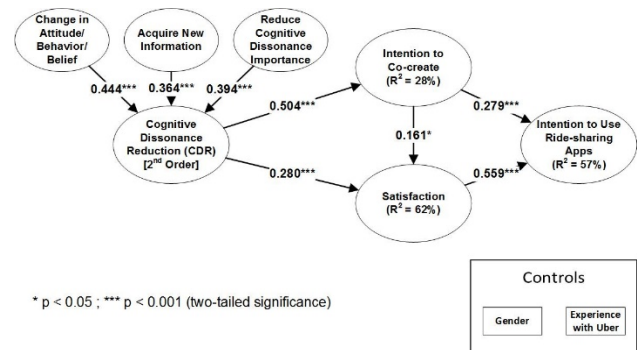 Change in
Attitude/
Behavior/
Belief
Acquire New
Information
Reduce
Cognitive
Dissonance
Importance
0.444***
0.364***
0.394***
Cognitive
Dissonance
Reduction (CDR)
[2nd Order]
0.504***
0.280***
Intention to
Co-create
(R² = 28%)
0.161*
Satisfaction
(R² = 62%)
0.279***
0.559***
Intention to Use
Ride-sharing
Apps
(R² = 57%)
* p < 0.05 ; *** p < 0.001 (two-tailed significance)
Controls
Gender
Experience
with Uber